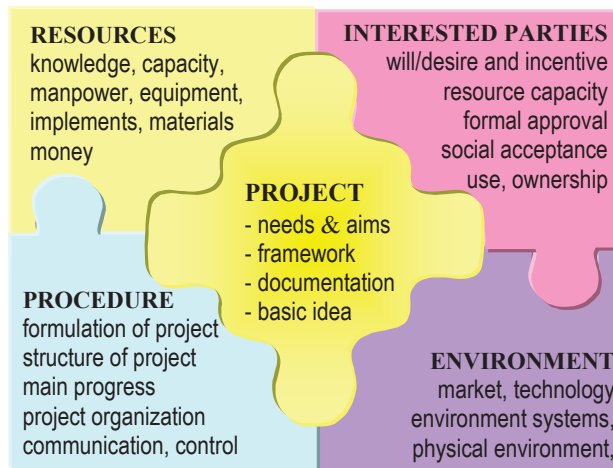 RESOURCES
knowledge, capacity,
manpower, equipment,
implements, materials
money
INTERESTED PARTIES
will/desire and incentive
resource capacity
formal approval
social acceptance
use, ownership
PROJECT
- needs & aims
- framework
- documentation
- basic idea
PROCEDURE
formulation of project
structure of project
main progress
project organization
communication, control
ENVIRONMENT
market, technology
environment systems,
physical environment,